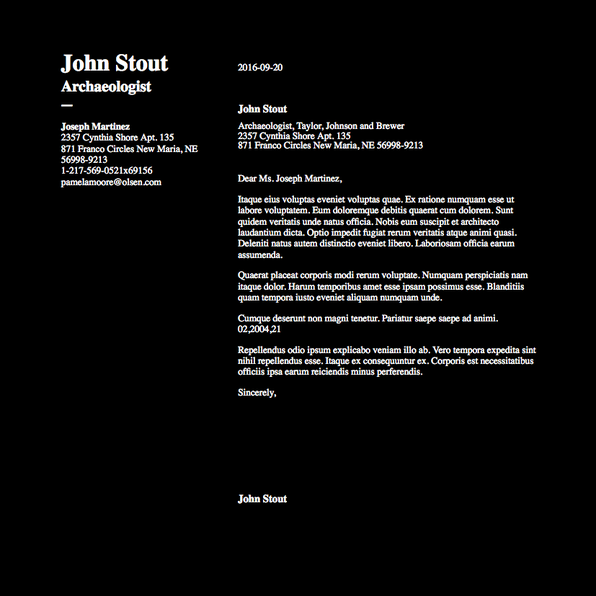 John Stout
Archaeologist
Joseph Martinez
2357 Cynthia Shore Apt. 135
871 Franco Circles New Maria, NE
56998-9213
1-217-569-0521x69156
pamelamoore@olsen.com
2016-09-20
John Stout
Archaeologist, Taylor, Johnson and Brewer
2357 Cynthia Shore Apt. 135
871 Franco Circles New Maria, NE 56998-9213
Dear Ms. Joseph Martinez,
Itaque eius voluptas eveniet voluptas quae. Ex ratione numquam esse ut
labore voluptatem. Eum doloremque debitis quaerat cum dolorem. Sunt
quidem veritatis unde natus officia. Nobis eum suscipit et architecto
laudantium dicta. Optio impedit fugiat rerum veritatis atque animi quasi.
Deleniti natus autem distinctio eveniet libero. Laboriosam officia earum
assumenda.
Quaerat placeat corporis modi rerum voluptate. Numquam perspiciatis nam
itaque dolor. Harum temporibus amet esse ipsam possimus esse. Blanditiis
quam tempora iusto eveniet aliquam numquam unde.
Cumque deserunt non magni tenetur. Pariatur saepe saepe ad animi.
02,2004,21
Repellendus odio ipsum explicabo veniam illo ab. Vero tempora expedita sint
nihil repellendus esse. Itaque ex consequuntur ex. Corporis est necessitatibus
officiis ipsa earum reiciendis minus perferendis.
Sincerely,
John Stout